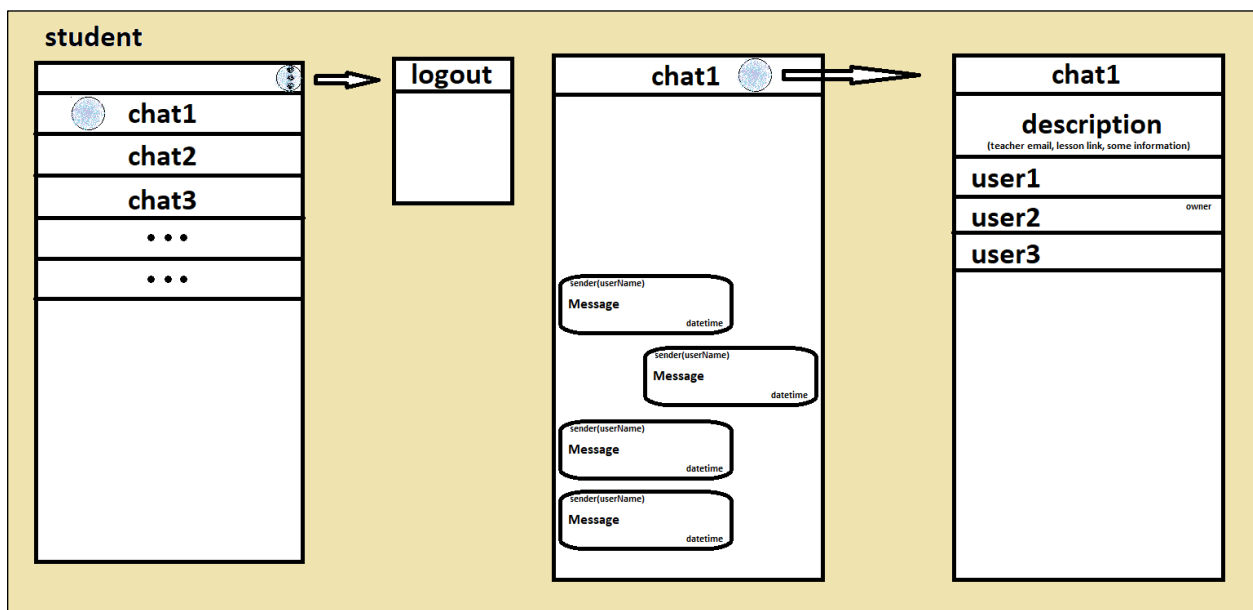 student
chat1
chat2
chat3
• • •
• • •
logout
chat1
sender(userName)
Message
datetime
sender(userName)
Message
datetime
sender(userName)
Message
datetime
sender(userName)
Message
datetime
chat1
description
(teacher email, lesson link, some information)
user1
user2
owner
user3